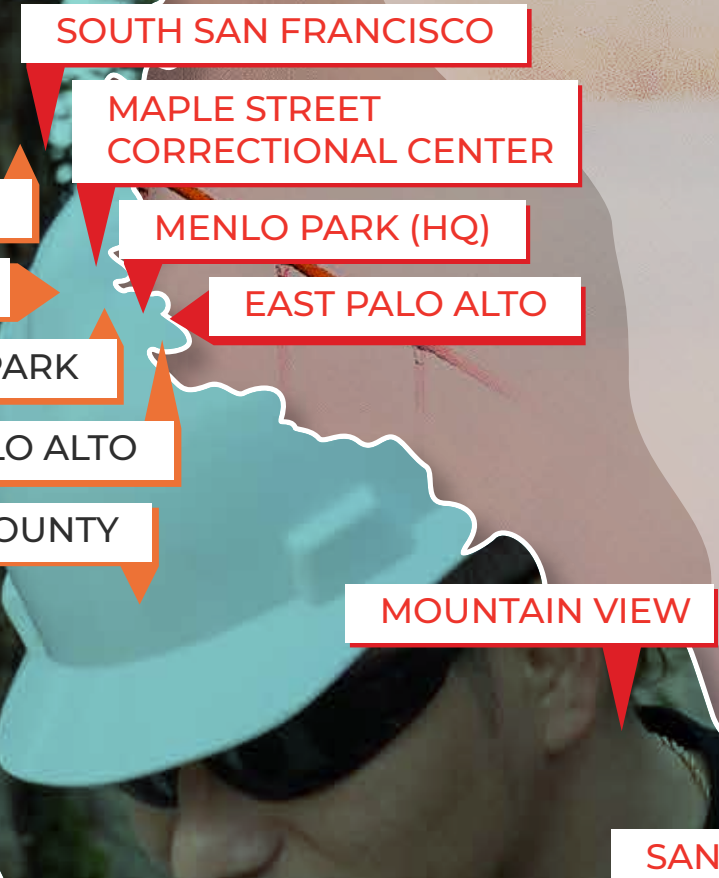 SOUTH SAN FRANCISCO
MAPLE STREET
CORRECTIONAL CENTER
MENLO PARK (HQ)
EAST PALO ALTO
PARK
LO ALTO
OUNTY
MOUNTAIN VIEW
SAN